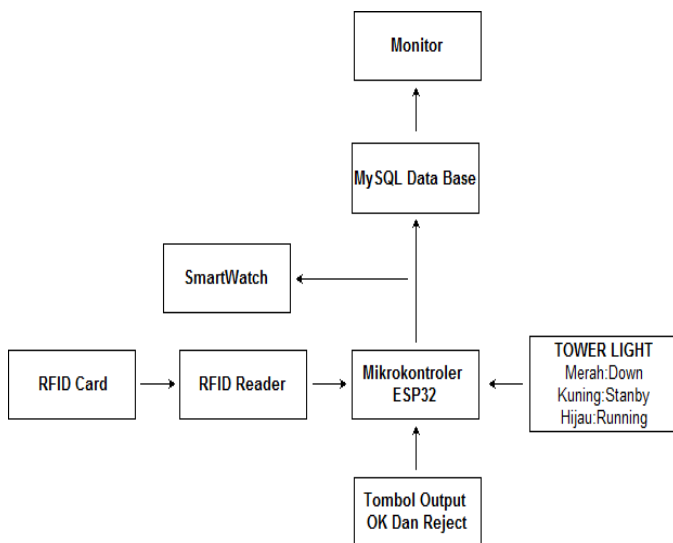 Monitor
MySQL Data Base
SmartWatch
RFID Card
RFID Reader
Mikrokontroler
ESP32
TOWER LIGHT
Merah:Down
Kuning:Stanby
Hijau:Running
Tombol Output
OK Dan Reject